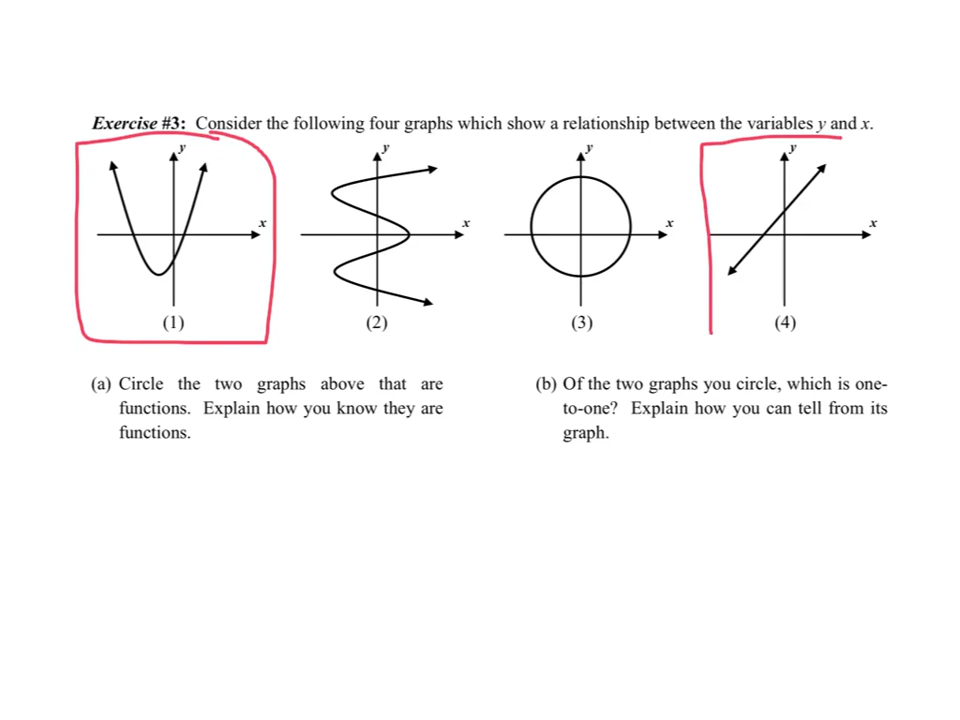 Exercise #3: Consider the following four graphs which show a relationship between the variables y and x.
y y y y
x x x x
(1) (2) (3) (4)
(a) Circle the two graphs above that are
functions. Explain how you know they are
functions.
(b) Of the two graphs you circle, which is one-
to-one? Explain how you can tell from its
graph.